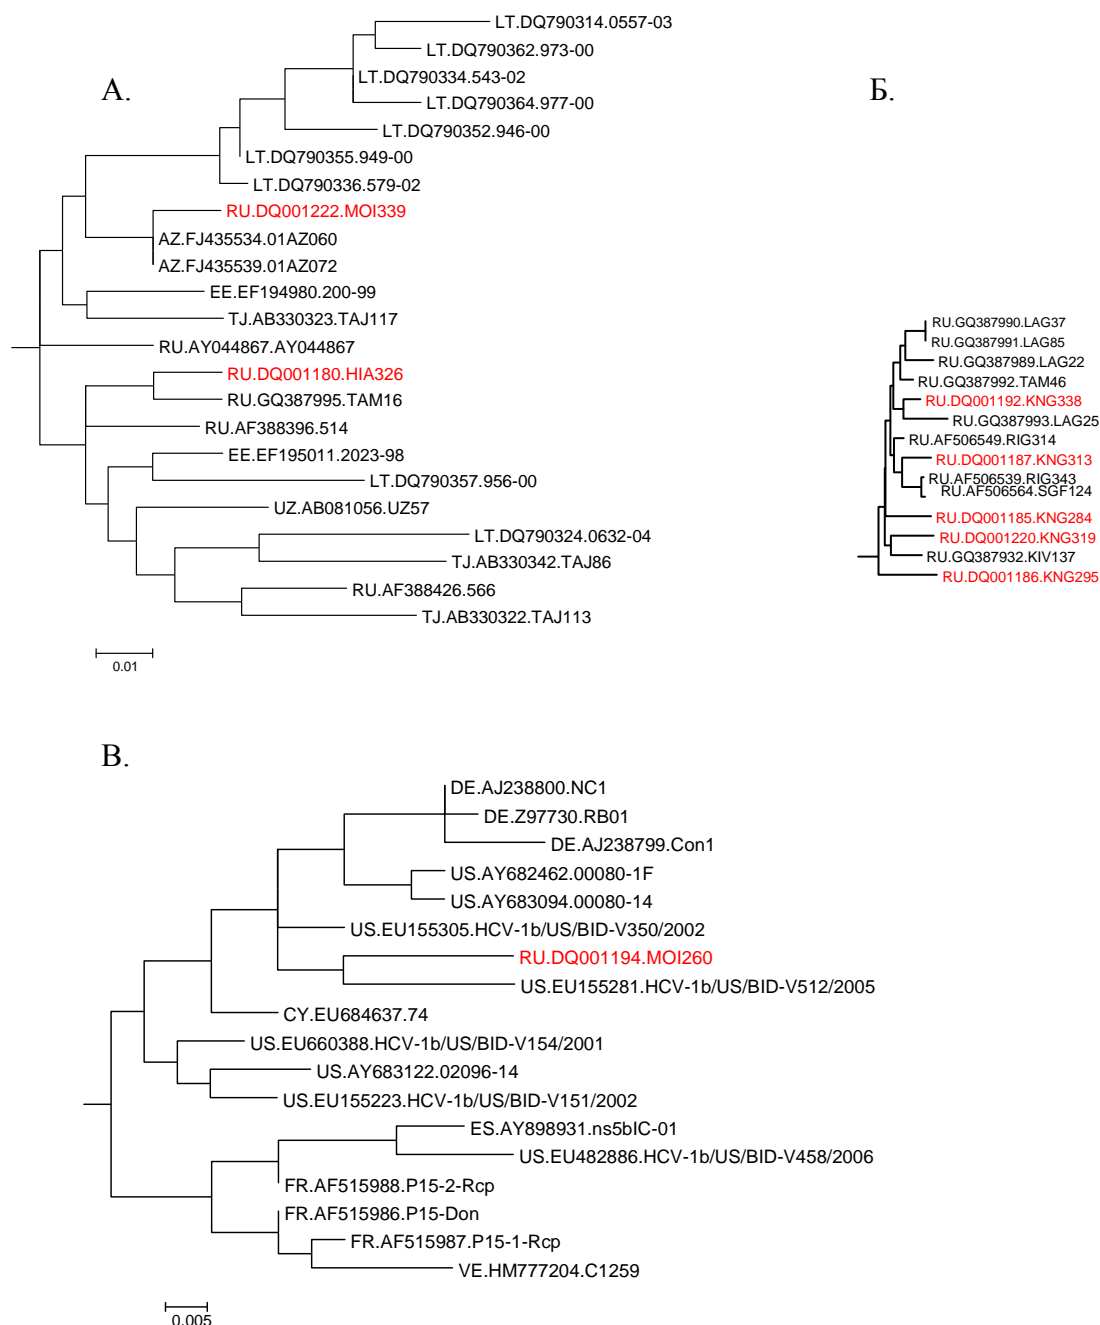 А.
LT.DQ790314.0557-03
LT.DQ790362.973-00
LT.DQ790334.543-02
LT.DQ790364.977-00
LT.DQ790352.946-00
LT.DQ790355.949-00
LT.DQ790336.579-02
RU.DQ001222.MOI339
AZ.FJ435534.01AZ060
AZ.FJ435539.01AZ072
EE.EF194980.200-99
TJ.AB330323.TAJ117
RU.AY044867.AY044867
RU.DQ001180.HIA326
RU.GQ387995.TAM16
RU.AF388396.514
EE.EF195011.2023-98
LT.DQ790357.956-00
UZ.AB081056.UZ57
LT.DQ790324.0632-04
TJ.AB330342.TAJ86
RU.AF388426.566
TJ.AB330322.TAJ113
0.01
Б.
RU.GQ387990.LAG37
RU.GQ387991.LAG85
RU.GQ387989.LAG22
RU.GQ387992.TAM46
RU.DQ001192.KNG338
RU.GQ387993.LAG25
RU.AF506549.RIG314
RU.DQ001187.KNG313
RU.AF506539.RIG343
RU.AF506564.SGF124
RU.DQ001185.KNG284
RU.DQ001220.KNG319
RU.GQ387932.KIV137
RU.DQ001186.KNG295
В.
DE.AJ238800.NC1
DE.Z97730.RB01
DE.AJ238799.Con1
US.AY682462.00080-1F
US.AY683094.00080-14
US.EU155305.HCV-1b/US/BID-V350/2002
RU.DQ001194.MOI260
US.EU155281.HCV-1b/US/BID-V512/2005
CY.EU684637.74
US.EU660388.HCV-1b/US/BID-V154/2001
US.AY683122.02096-14
US.EU155223.HCV-1b/US/BID-V151/2002
ES.AY898931.ns5bIC-01
US.EU482886.HCV-1b/US/BID-V458/2006
FR.AF515988.P15-2-Rcp
FR.AF515986.P15-Don
FR.AF515987.P15-1-Rcp
VE.HM777204.C1259
0.005